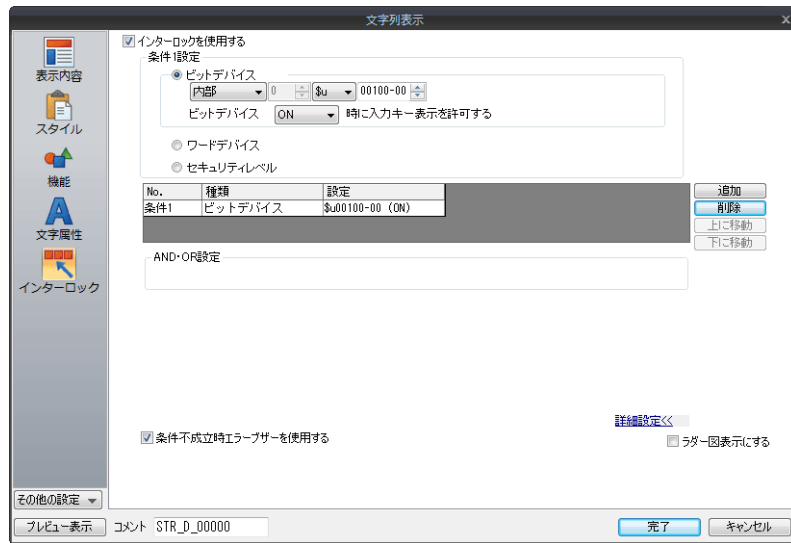 文字列表示
x
表示内容
スタイル
機能
文字属性
インターロック
インターロックを使用する
条件1設定
ビットデバイス
内部 0 $u 00100-00
ビットデバイス ON 時に入力キー表示を許可する
ワードデバイス
セキュリティレベル
No. 種類 設定
条件1 ビットデバイス $u00100-00 (ON)
追加
削除
上に移動
下に移動
AND・OR設定
詳細設定<<
条件不成立時エラーブザーを使用する
ラダー図表示にする
その他の設定
プレビュー表示 コメント STR_D_00000 完了 キャンセル